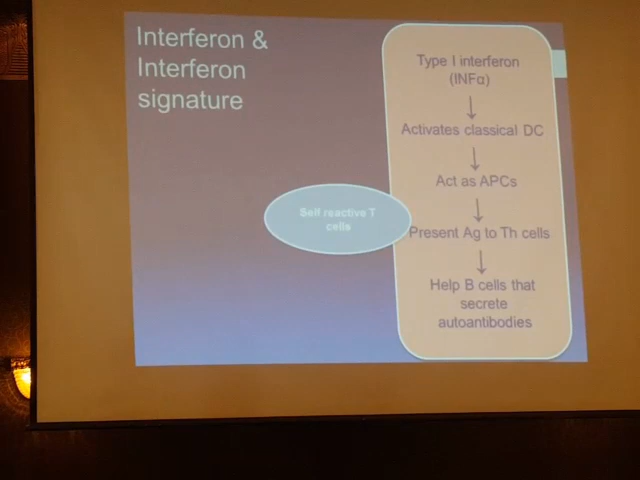 Interferon &
Interferon
signature
Type I interferon
(INFα)
Activates classical DC
Act as APCs
Present Ag to Th cells
Help B cells that
secrete
autoantibodies
Self reactive T
cells